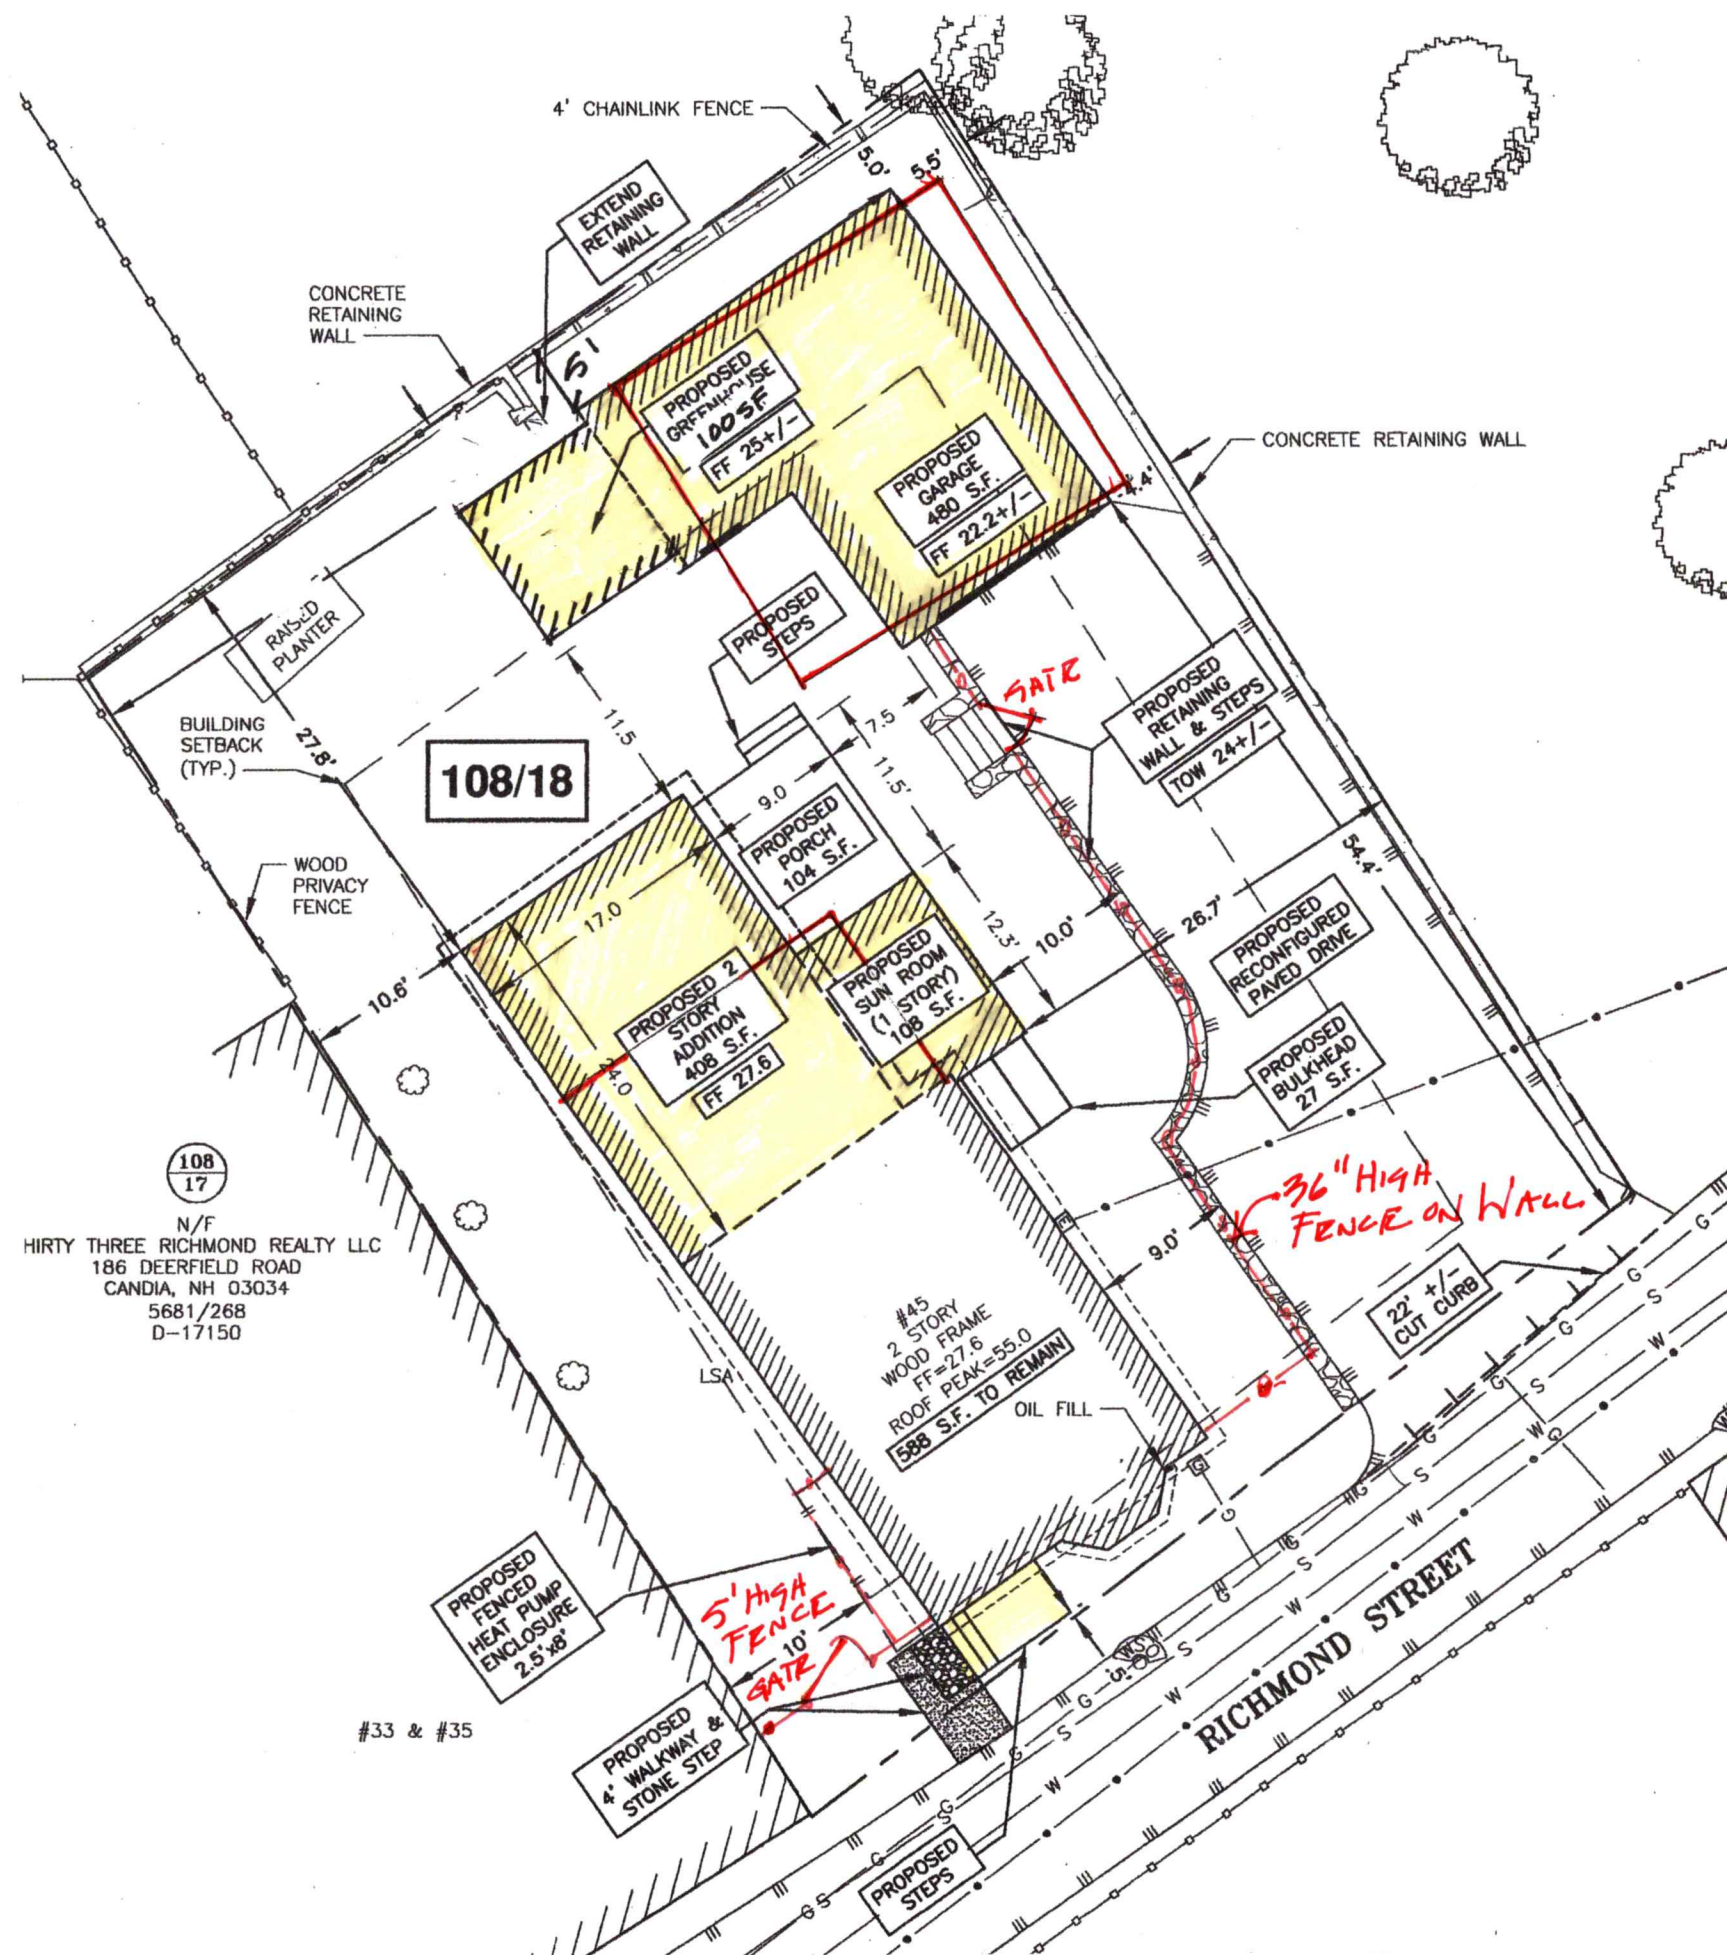 4' CHAINLINK FENCE
5.0'
5.5'
EXTEND
RETAINING
WALL
CONCRETE
RETAINING
WALL
5'
PROPOSED
GREENHOUSE
100 SF
FF 25+/-
PROPOSED
GARAGE
480 S.F.
FF 22.2+/-
4.4'
CONCRETE RETAINING WALL
RAISED
PLANTER
PROPOSED
STEPS
GATE
PROPOSED
RETAINING
WALL & STEPS
TOW 24+/-
BUILDING
SETBACK
(TYP.)
27.8'
108/18
11.5
7.5
11.5'
9.0
PROPOSED
PORCH
104 S.F.
54.4'
WOOD
PRIVACY
FENCE
17.0
12.3'
10.0'
26.7'
PROPOSED
RECONFIGURED
PAVED DRIVE
10.6'
PROPOSED 2
STORY
ADDITION
408 S.F.
FF 27.6
24.0
PROPOSED
SUN ROOM
(1 STORY)
108 S.F.
PROPOSED
BULKHEAD
27 S.F.
108
17
N/F
HIRTY THREE RICHMOND REALTY LLC
186 DEERFIELD ROAD
CANDIA, NH 03034
5681/268
D-17150
E
36" HIGH
FENCE ON WALL
9.0'
22' +/-
CUT CURB
#45
2 STORY
WOOD FRAME
FF=27.6
ROOF PEAK=55.0
588 S.F. TO REMAIN
LSA
OIL FILL
G
PROPOSED
FENCED
HEAT PUMP
ENCLOSURE
2.5'x8'
5' HIGH
FENCE
10'
GATE
PROPOSED
4' WALKWAY &
STONE STEP
#33 & #35
.5'
WS
RICHMOND STREET
G
S
W
PROPOSED
STEPS